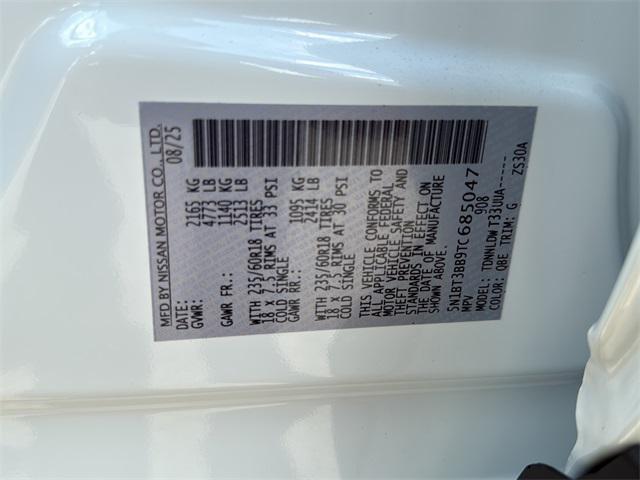 MFD BY NISSAN MOTOR CO., LTD.
DATE: 08/25
GVWR: 2165 KG
4773 LB
GAWR FR.: 1140 KG
2513 LB
WITH 235/60R18 TIRES
18 X 7.5 RIMS AT 33 PSI
COLD SINGLE
GAWR RR.: 1095 KG
2414 LB
WITH 235/60R18 TIRES
18 X 7.5 RIMS AT 30 PSI
COLD SINGLE
THIS VEHICLE CONFORMS TO
ALL APPLICABLE FEDERAL
MOTOR VEHICLE SAFETY AND
THEFT PREVENTION
STANDARDS IN EFFECT ON
THE DATE OF MANUFACTURE
SHOWN ABOVE.
5N1BT3BB9TC685047
MPV 908
MODEL: TDNNLDW T33UUA-----
COLOR: QBE TRIM: G ZS30A